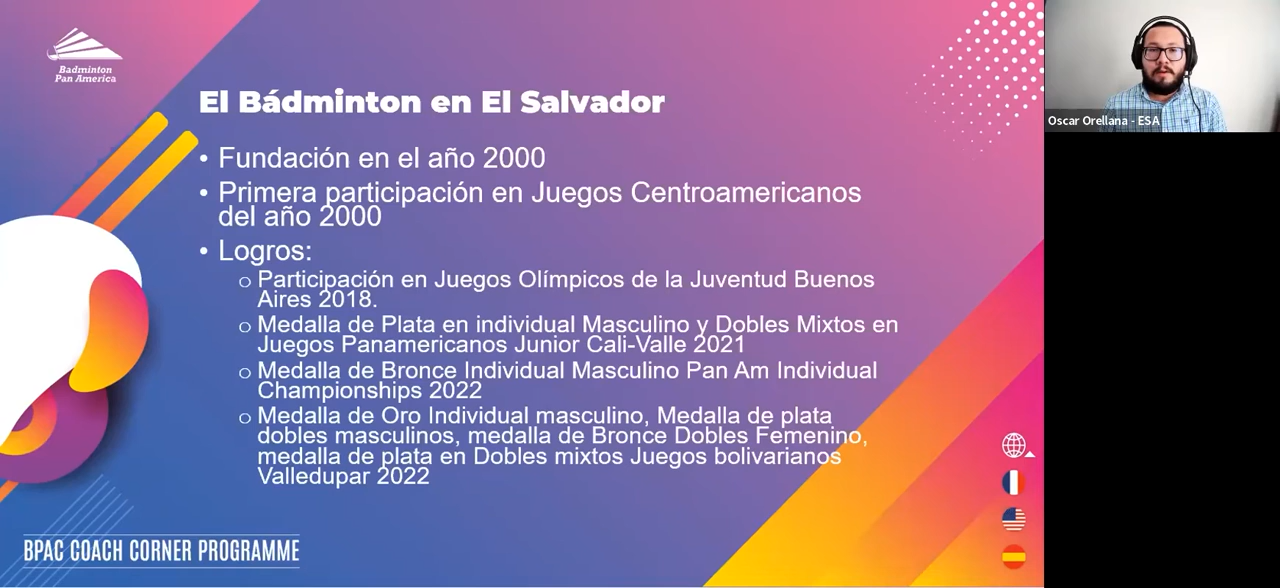 Badminton
Pan America
El Bádminton en El Salvador
• Fundación en el año 2000
• Primera participación en Juegos Centroamericanos
del año 2000
• Logros:
o Participación en Juegos Olímpicos de la Juventud Buenos
Aires 2018.
o Medalla de Plata en individual Masculino y Dobles Mixtos en
Juegos Panamericanos Junior Cali-Valle 2021
o Medalla de Bronce Individual Masculino Pan Am Individual
Championships 2022
o Medalla de Oro Individual masculino, Medalla de plata
dobles masculinos, medalla de Bronce Dobles Femenino,
medalla de plata en Dobles mixtos Juegos bolivarianos
Valledupar 2022
BPAC COACH CORNER PROGRAMME
Oscar Orellana - ESA